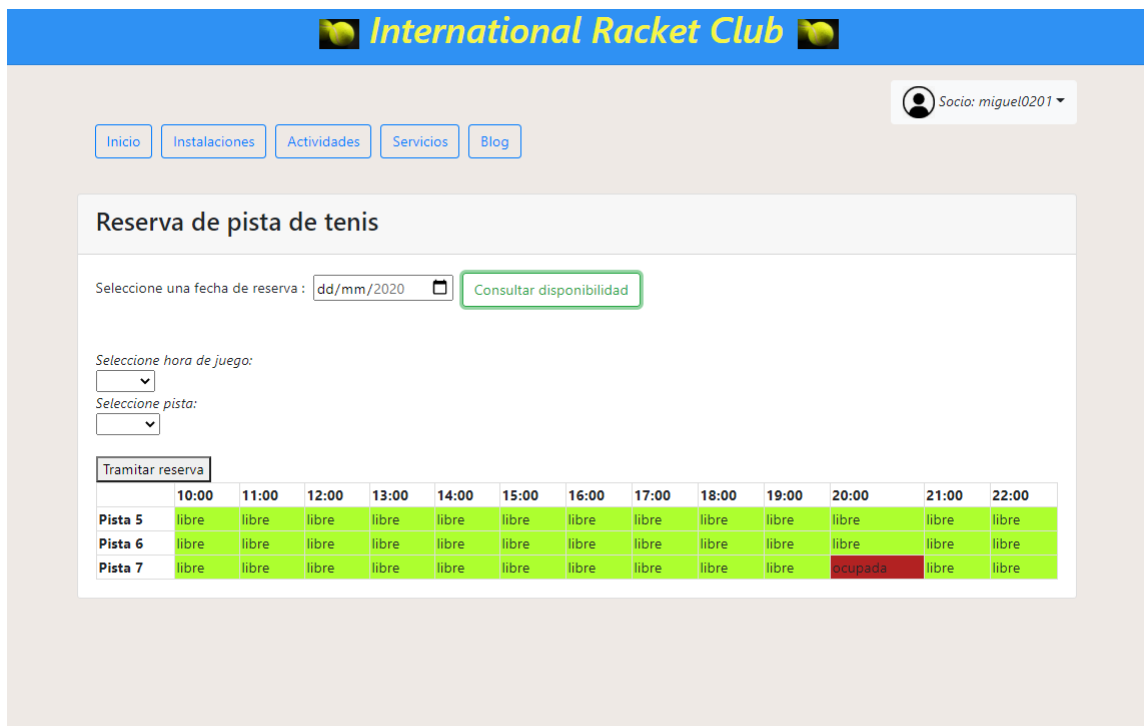 International Racket Club
Socio: miguel0201
Inicio Instalaciones Actividades Servicios Blog
Reserva de pista de tenis
Seleccione una fecha de reserva : dd/mm/2020 Consultar disponibilidad
Seleccione hora de juego:
Seleccione pista:
Tramitar reserva
10:00 11:00 12:00 13:00 14:00 15:00 16:00 17:00 18:00 19:00 20:00 21:00 22:00
Pista 5 libre libre libre libre libre libre libre libre libre libre libre libre libre
Pista 6 libre libre libre libre libre libre libre libre libre libre libre libre libre
Pista 7 libre libre libre libre libre libre libre libre libre libre ocupada libre libre